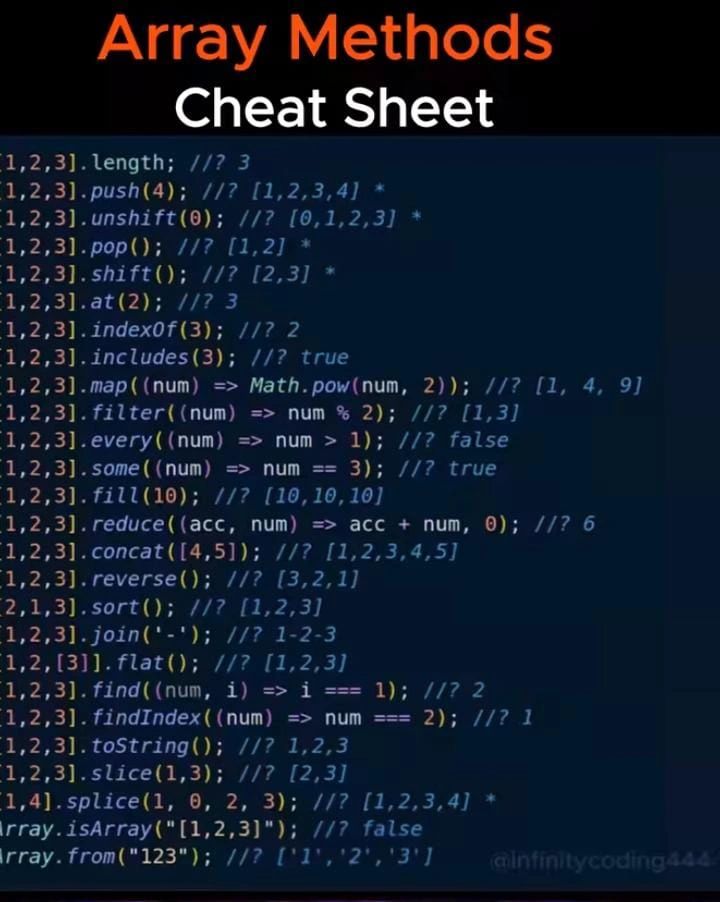 Array Methods
Cheat Sheet
[1,2,3].length; //? 3
[1,2,3].push(4); //? [1,2,3,4] *
[1,2,3].unshift(0); //? [0,1,2,3] *
[1,2,3].pop(); //? [1,2] *
[1,2,3].shift(); //? [2,3] *
[1,2,3].at(2); //? 3
[1,2,3].indexOf(3); //? 2
[1,2,3].includes(3); //? true
[1,2,3].map((num) => Math.pow(num, 2)); //? [1, 4, 9]
[1,2,3].filter((num) => num % 2); //? [1,3]
[1,2,3].every((num) => num > 1); //? false
[1,2,3].some((num) => num == 3); //? true
[1,2,3].fill(10); //? [10,10,10]
[1,2,3].reduce((acc, num) => acc + num, 0); //? 6
[1,2,3].concat([4,5]); //? [1,2,3,4,5]
[1,2,3].reverse(); //? [3,2,1]
[2,1,3].sort(); //? [1,2,3]
[1,2,3].join('-'); //? 1-2-3
[1,2,[3]].flat(); //? [1,2,3]
[1,2,3].find((num, i) => i === 1); //? 2
[1,2,3].findIndex((num) => num === 2); //? 1
[1,2,3].toString(); //? 1,2,3
[1,2,3].slice(1,3); //? [2,3]
[1,4].splice(1, 0, 2, 3); //? [1,2,3,4] *
Array.isArray("[1,2,3]"); //? false
Array.from("123"); //? ['1','2','3']
@infinitycoding444